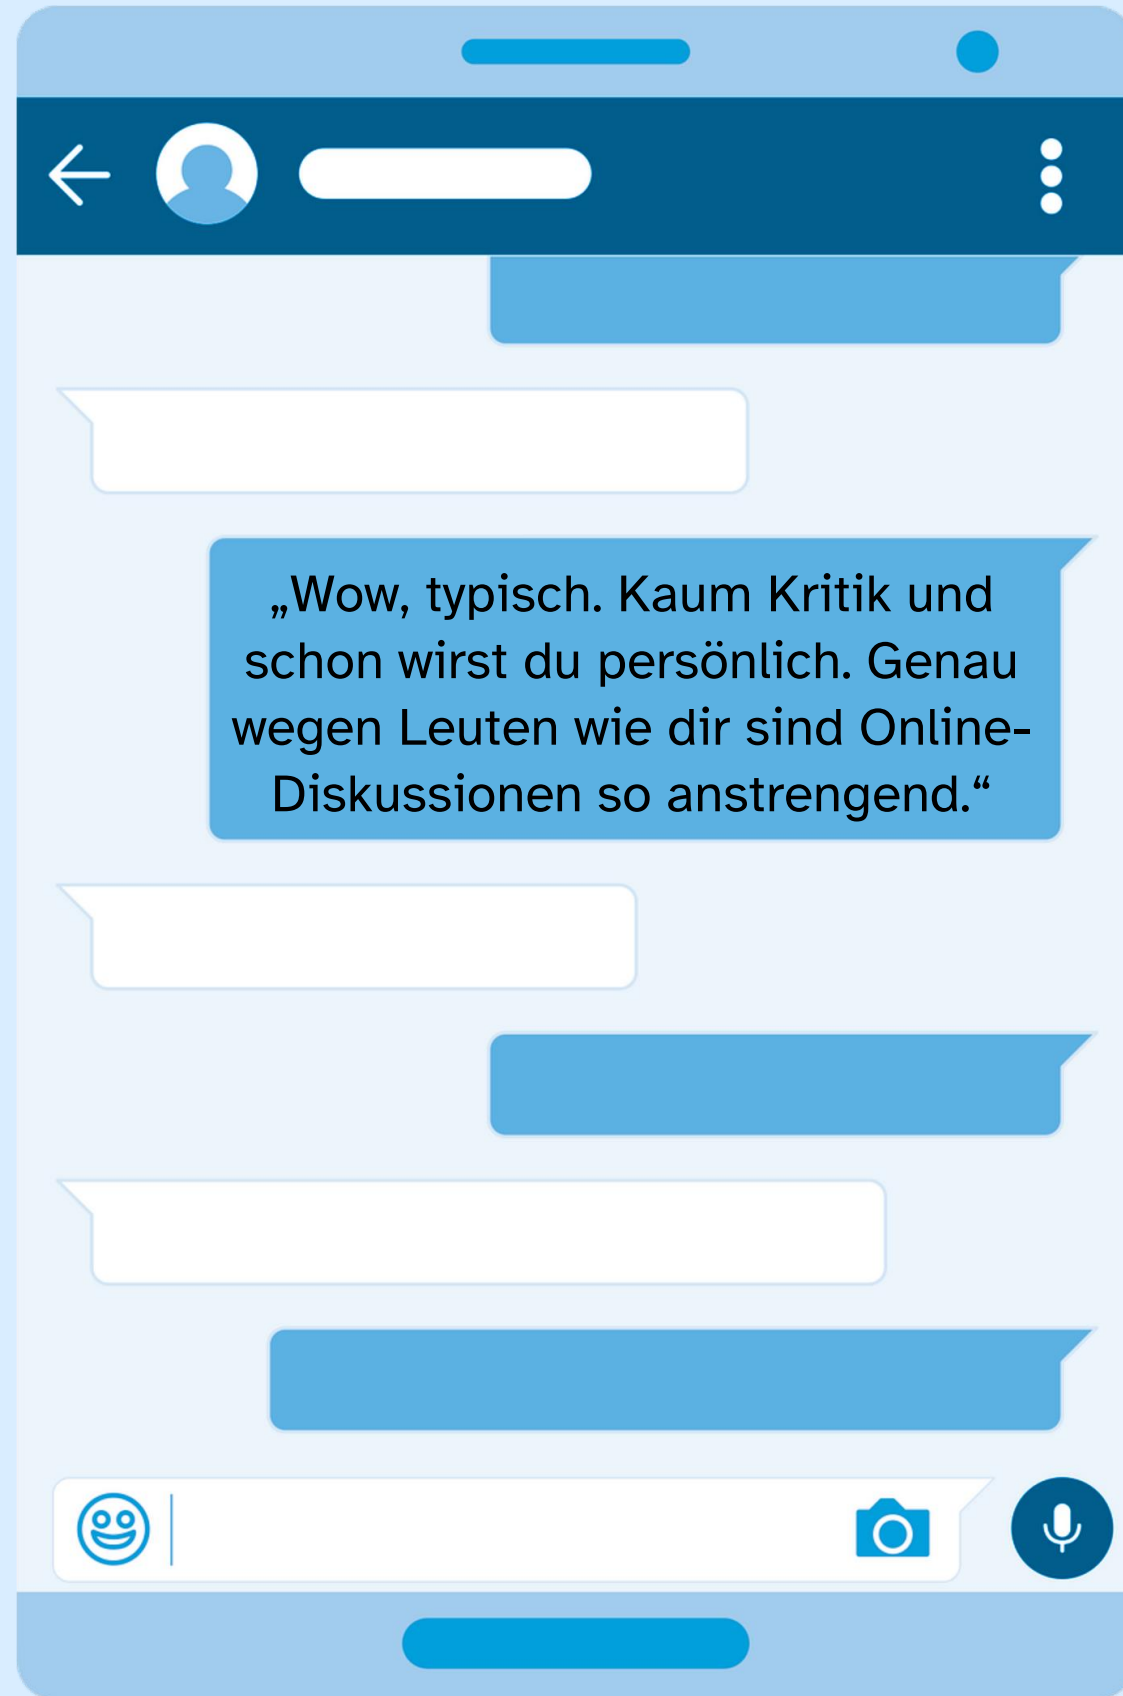 „Wow, typisch. Kaum Kritik und
schon wirst du persönlich. Genau
wegen Leuten wie dir sind Online-
Diskussionen so anstrengend.“